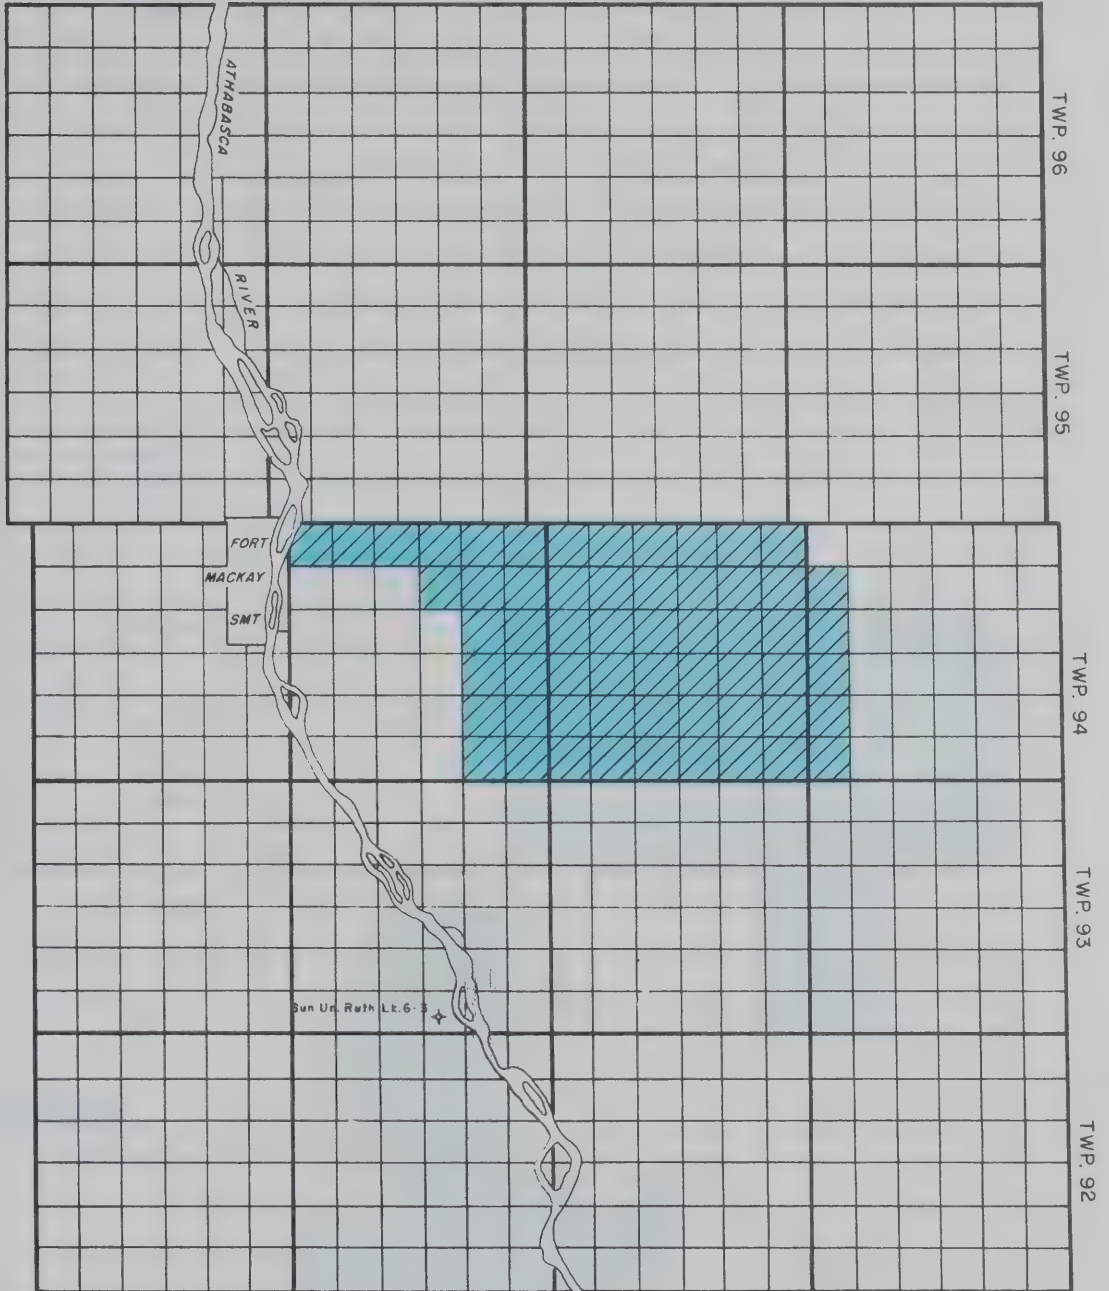 TWP. 96
ATHABASCA
RIVER
TWP. 95
FORT
MACKAY
SMT
TWP. 94
TWP. 93
Sun Un. Ruth Lk. 6-3
TWP. 92